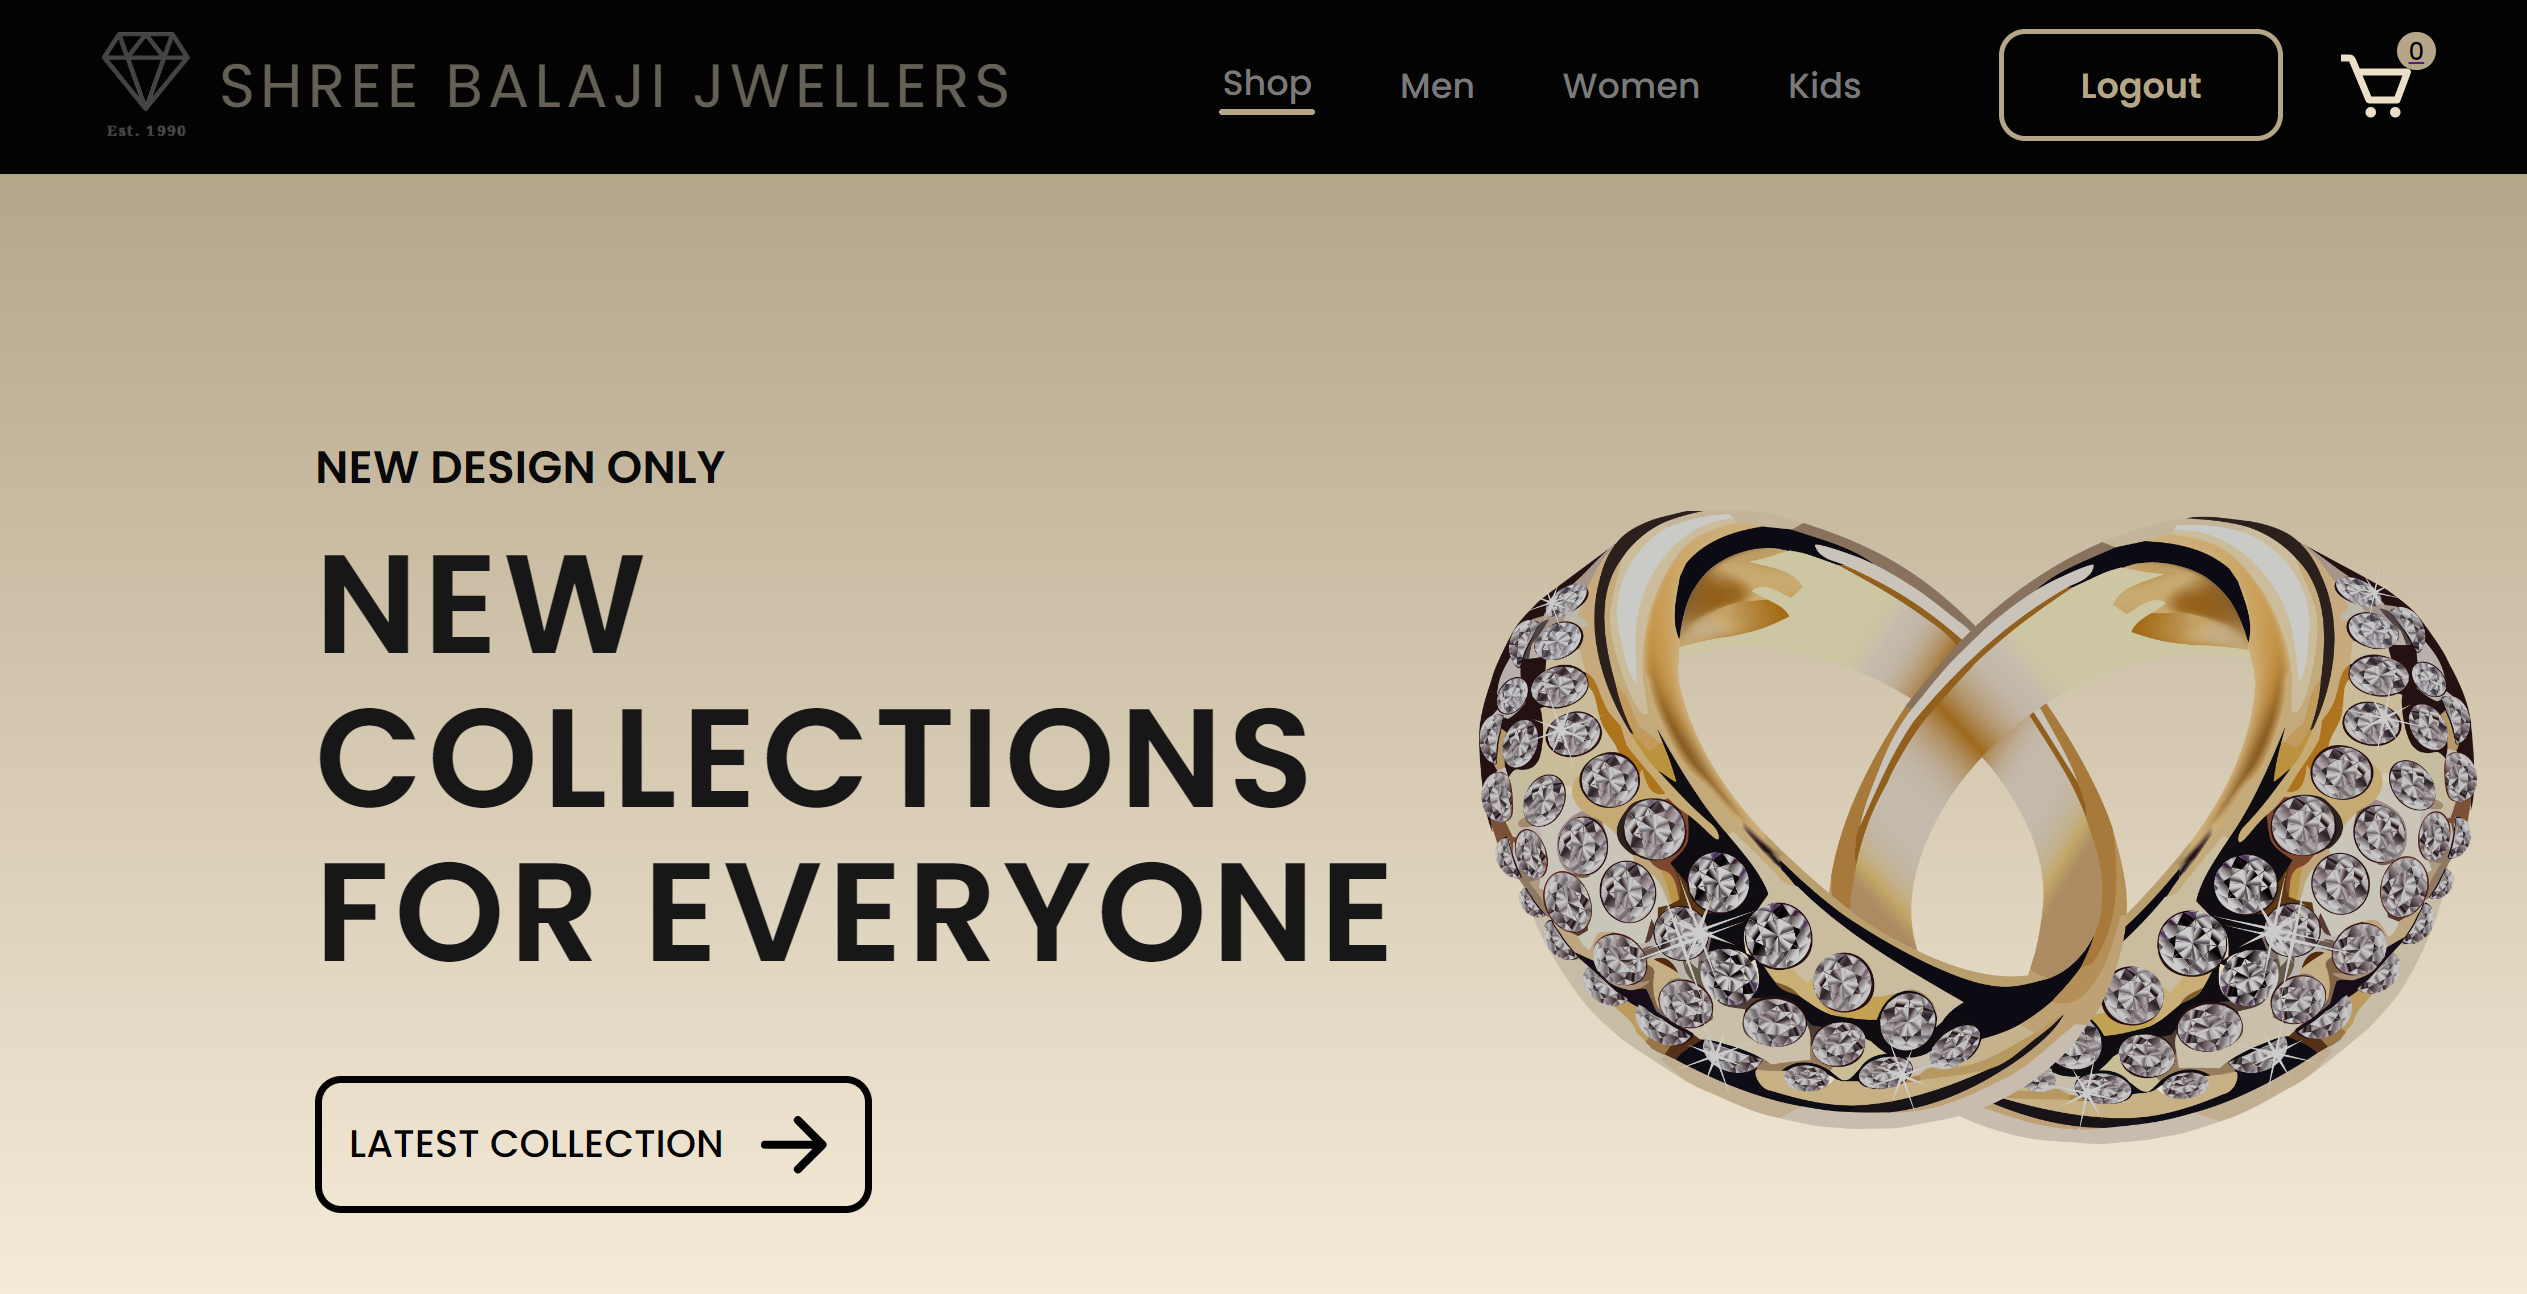 Est. 1990
SHREE BALAJI JWELLERS
Shop
Men
Women
Kids
Logout
0
NEW DESIGN ONLY
NEW
COLLECTIONS
FOR EVERYONE
LATEST COLLECTION